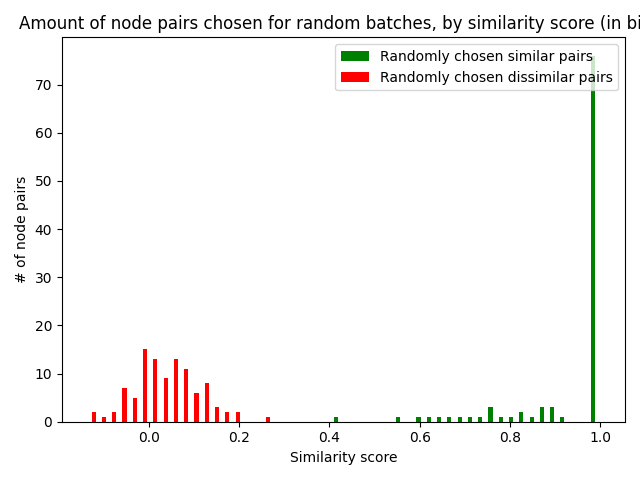 Amount of node pairs chosen for random batches, by similarity score (in bi
Randomly chosen similar pairs
Randomly chosen dissimilar pairs
# of node pairs
70
60
50
40
30
20
10
0
0.0 0.2 0.4 0.6 0.8 1.0
Similarity score